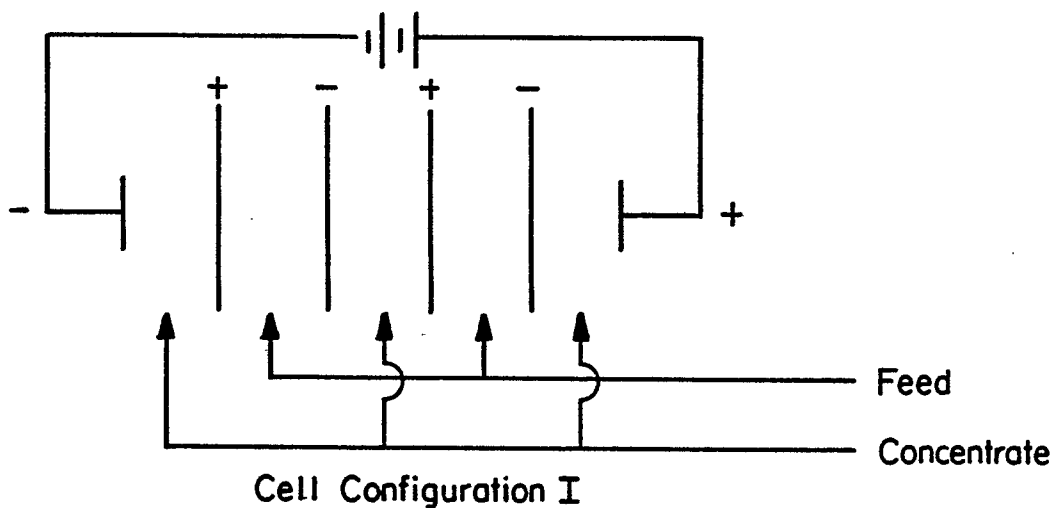 + - + -
- +
Feed
Concentrate
Cell Configuration I